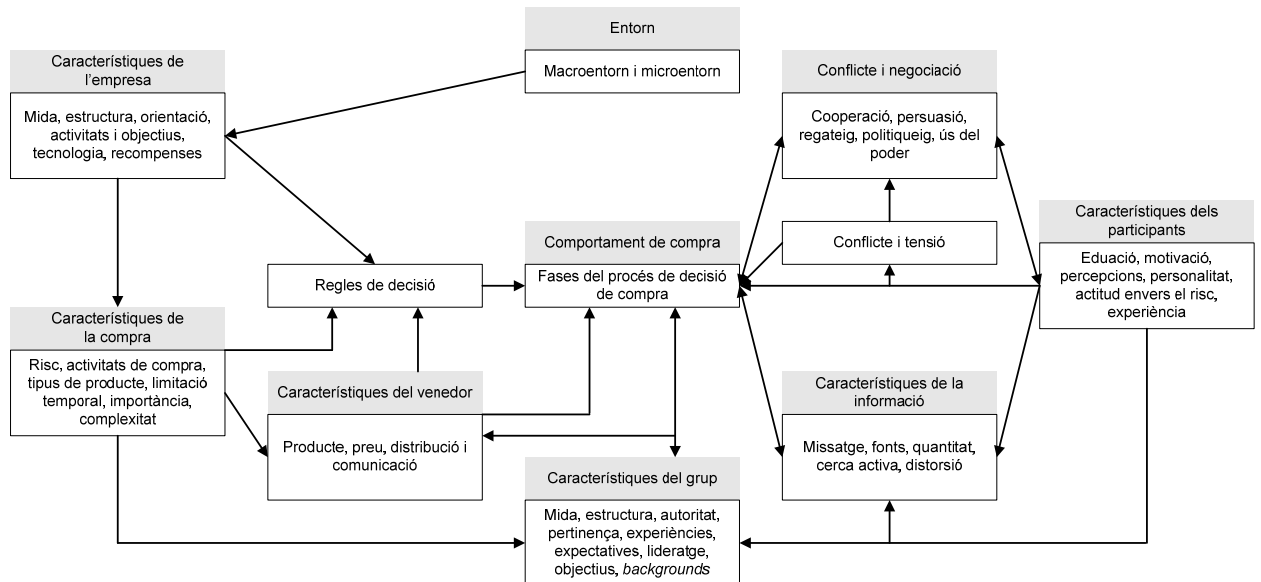 Entorn
Macroentorn i microentorn
Característiques de
l’empresa
Mida, estructura, orientació,
activitats i objectius,
tecnologia, recompenses
Conflicte i negociació
Cooperació, persuasió,
regateig, politiqueig, ús del
poder
Conflicte i tensió
Característiques dels
participants
Eduació, motivació,
percepcions, personalitat,
actitud envers el risc,
experiència
Comportament de compra
Fases del procés de decisió
de compra
Regles de decisió
Característiques de
la compra
Risc, activitats de compra,
tipus de producte, limitació
temporal, importància,
complexitat
Característiques del venedor
Producte, preu, distribució i
comunicació
Característiques de la
informació
Missatge, fonts, quantitat,
cerca activa, distorsió
Característiques del grup
Mida, estructura, autoritat,
pertinença, experiències,
expectatives, lideratge,
objectius, backgrounds